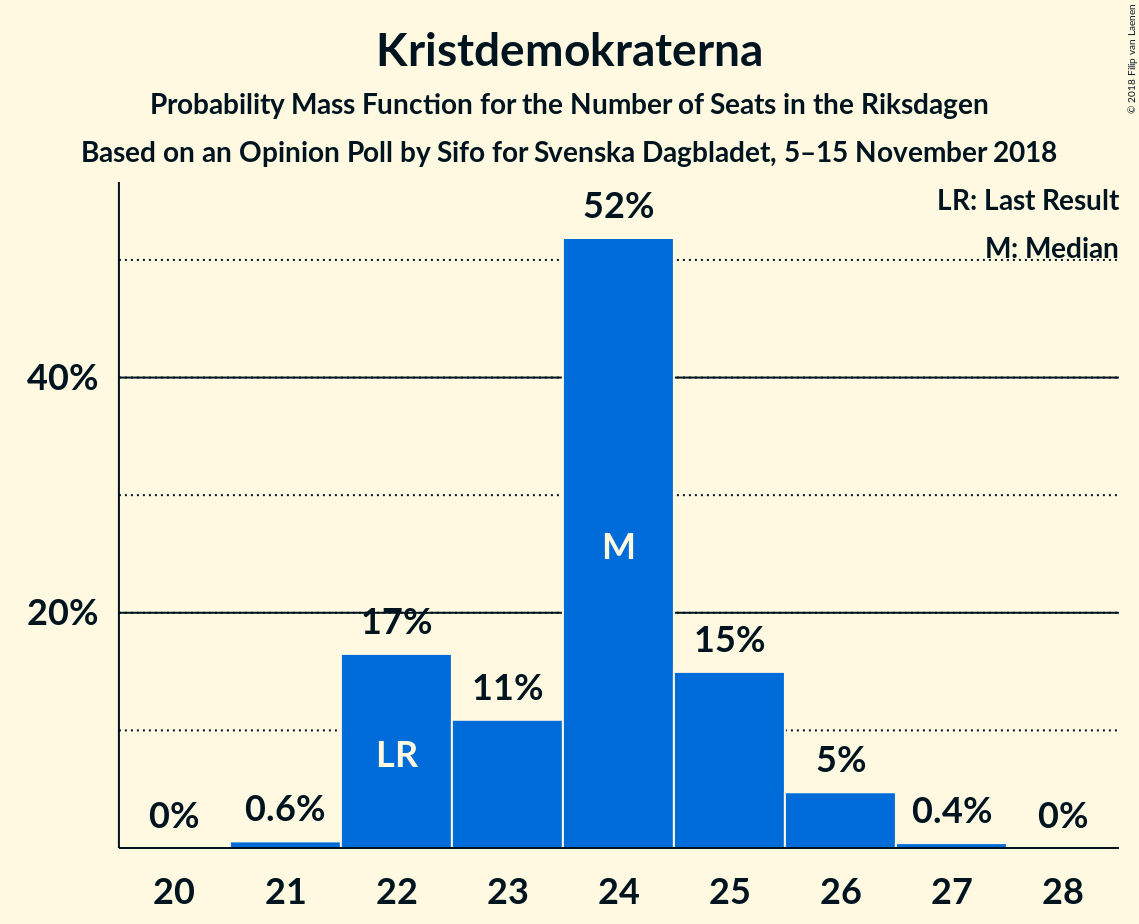 Kristdemokraterna
Probability Mass Function for the Number of Seats in the Riksdagen
Based on an Opinion Poll by Sifo for Svenska Dagbladet, 5–15 November 2018
© 2018 Filip van Laenen
LR: Last Result
M: Median
52%
40%
M
20%
17%
15%
11%
LR
5%
0%
0.6%
0.4%
0%
20
21
22
23
24
25
26
27
28